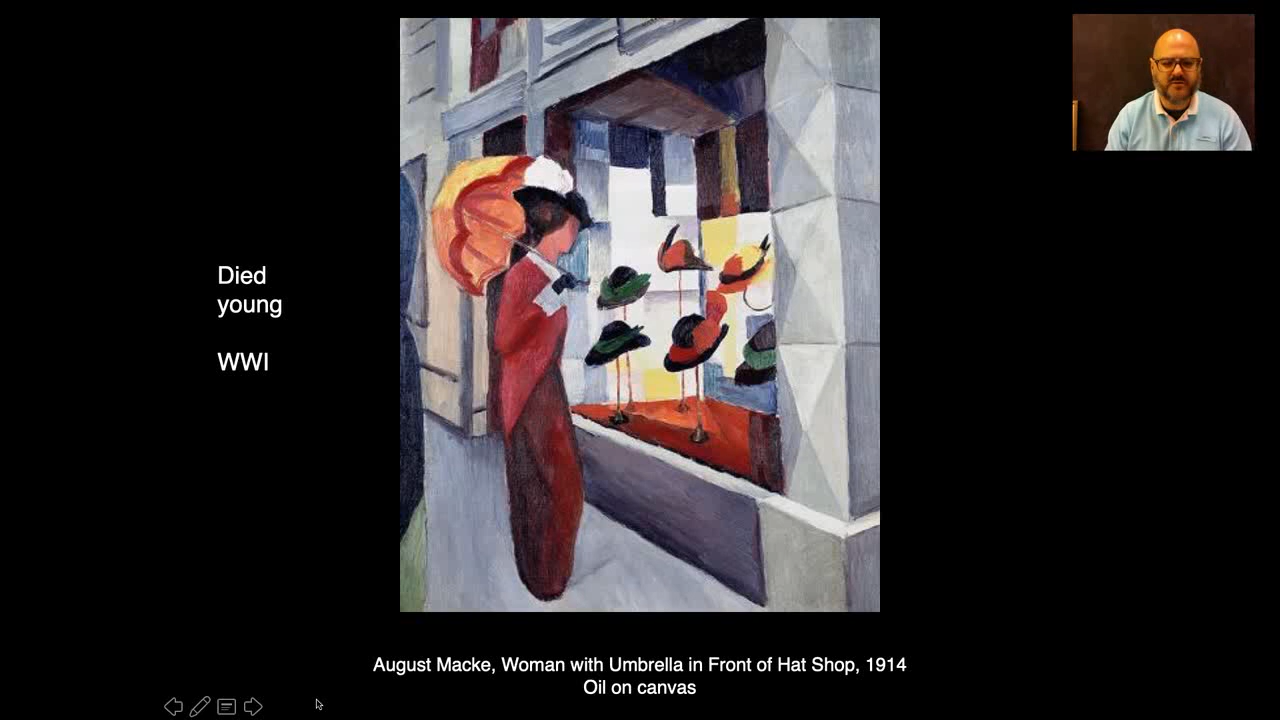 Died
young
WWI
August Macke, Woman with Umbrella in Front of Hat Shop, 1914
Oil on canvas